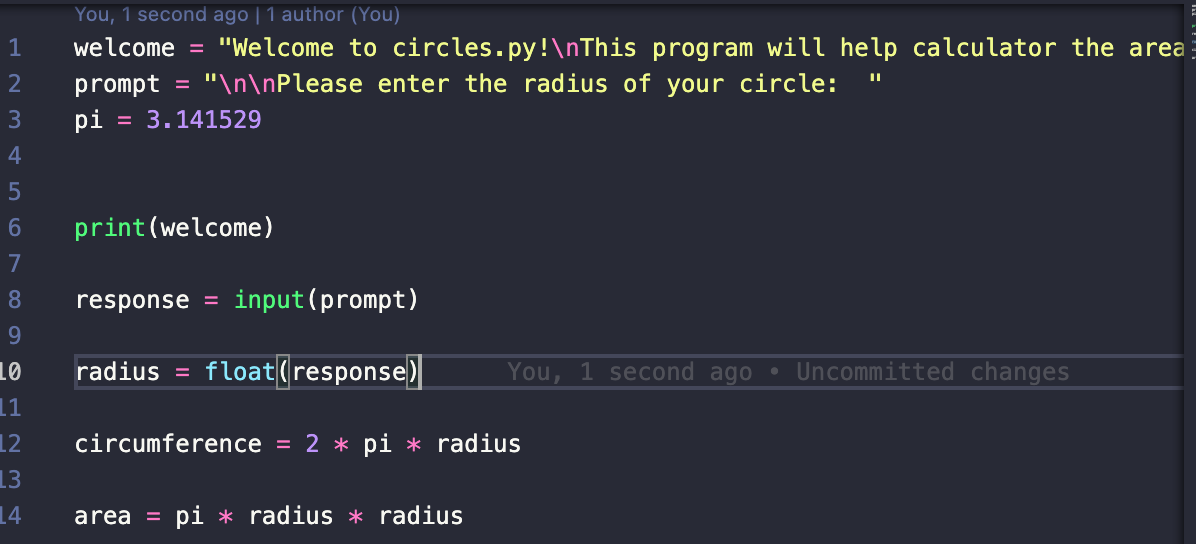 You, 1 second ago | 1 author (You)
1 welcome = "Welcome to circles.py!\nThis program will help calculator the area
2 prompt = "\n\nPlease enter the radius of your circle:  "
3 pi = 3.141529
4
5
6 print(welcome)
7
8 response = input(prompt)
9
10 radius = float(response) You, 1 second ago • Uncommitted changes
11
12 circumference = 2 * pi * radius
13
14 area = pi * radius * radius